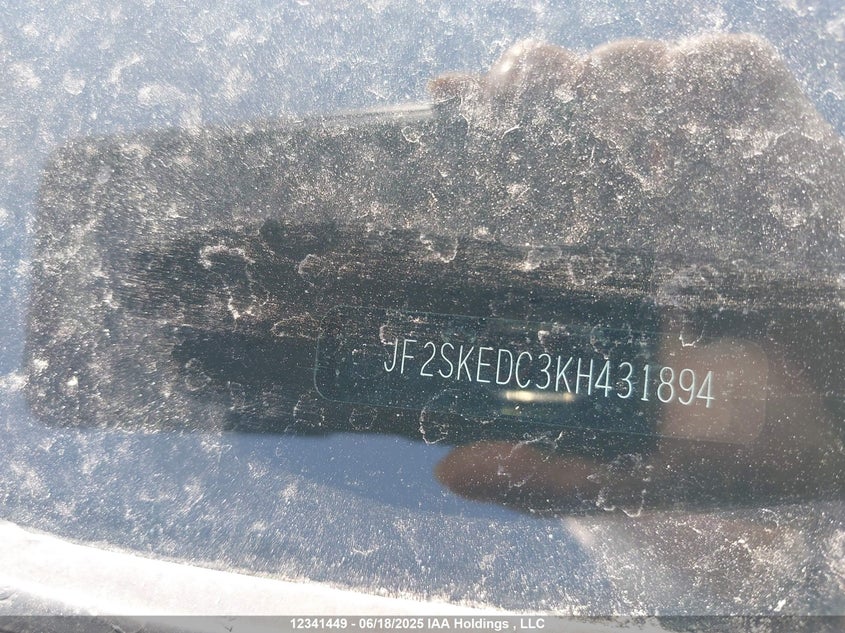 JF2SKEDC3KH431894
12341449 - 06/18/2025 IAA Holdings , LLC